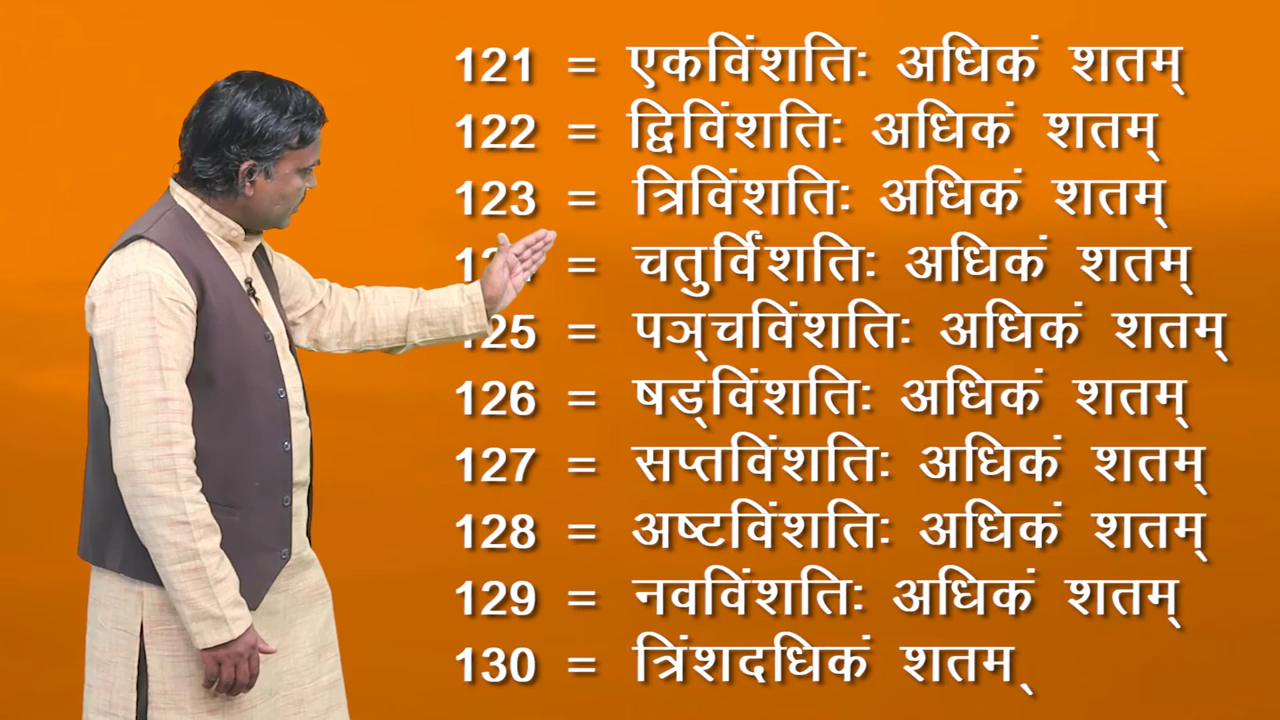 121 = एकविंशतिः अधिकं शतम्
122 = द्विविंशतिः अधिकं शतम्
123 = त्रिविंशतिः अधिकं शतम्
12 = चतुर्विंशतिः अधिकं शतम्
125 = पञ्चविंशतिः अधिकं शतम्
126 = षड्विंशतिः अधिकं शतम्
127 = सप्तविंशतिः अधिकं शतम्
128 = अष्टविंशतिः अधिकं शतम्
129 = नवविंशतिः अधिकं शतम्
130 = त्रिंशदधिकं शतम्